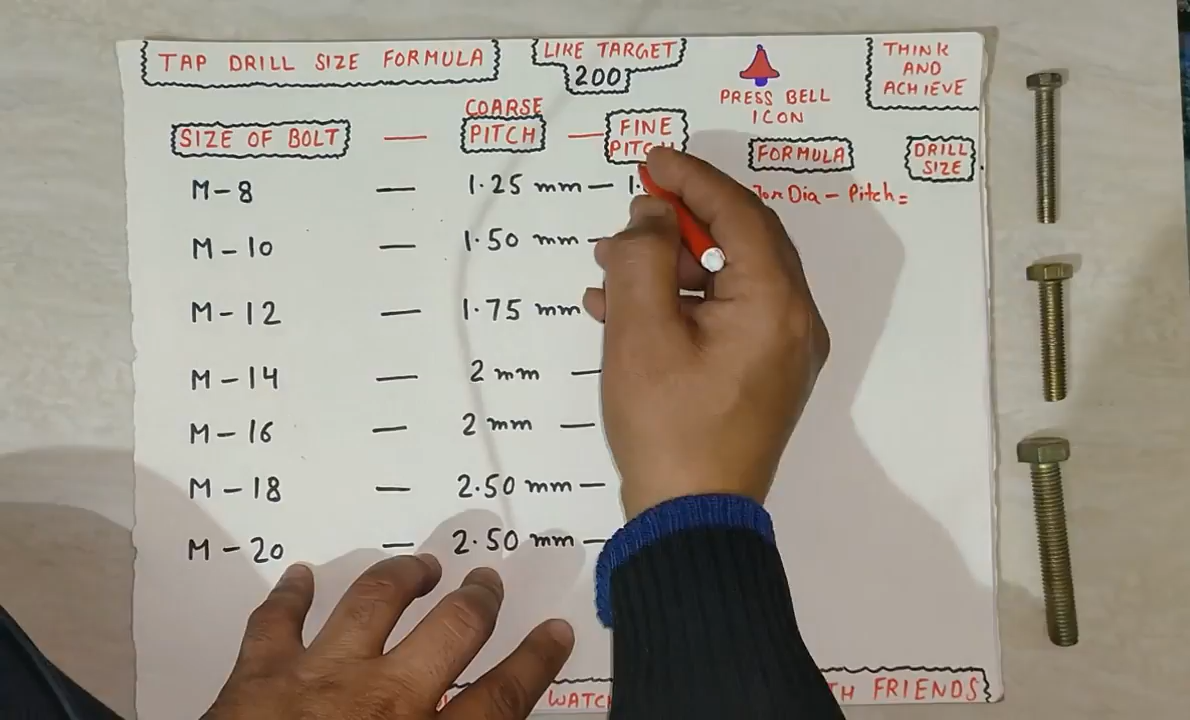 TAP DRILL SIZE FORMULA
LIKE TARGET
200
PRESS BELL
ICON
THINK
AND
ACHIEVE
SIZE OF BOLT — COARSE PITCH — FINE PITCH
FORMULA
DRILL
SIZE
M-8 — 1.25 mm —
Dia - Pitch =
M-10 — 1.50 mm —
M-12 — 1.75 mm
M-14 — 2 mm —
M-16 — 2 mm —
M-18 — 2.50 mm —
M-20 — 2.50 mm —
FRIENDS